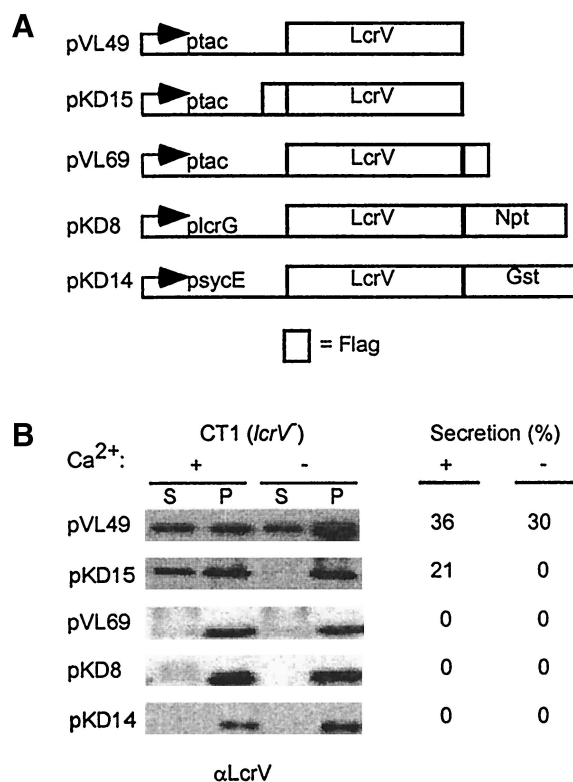 A
pVL49 ptac LcrV
pKD15 ptac LcrV
pVL69 ptac LcrV
pKD8 plcrG LcrV Npt
pKD14 psycE LcrV Gst
= Flag
B
CT1 (lcrV⁻) Secretion (%)
Ca²⁺: + - + -
S P S P
pVL49 36 30
pKD15 21 0
pVL69 0 0
pKD8 0 0
pKD14 0 0
αLcrV